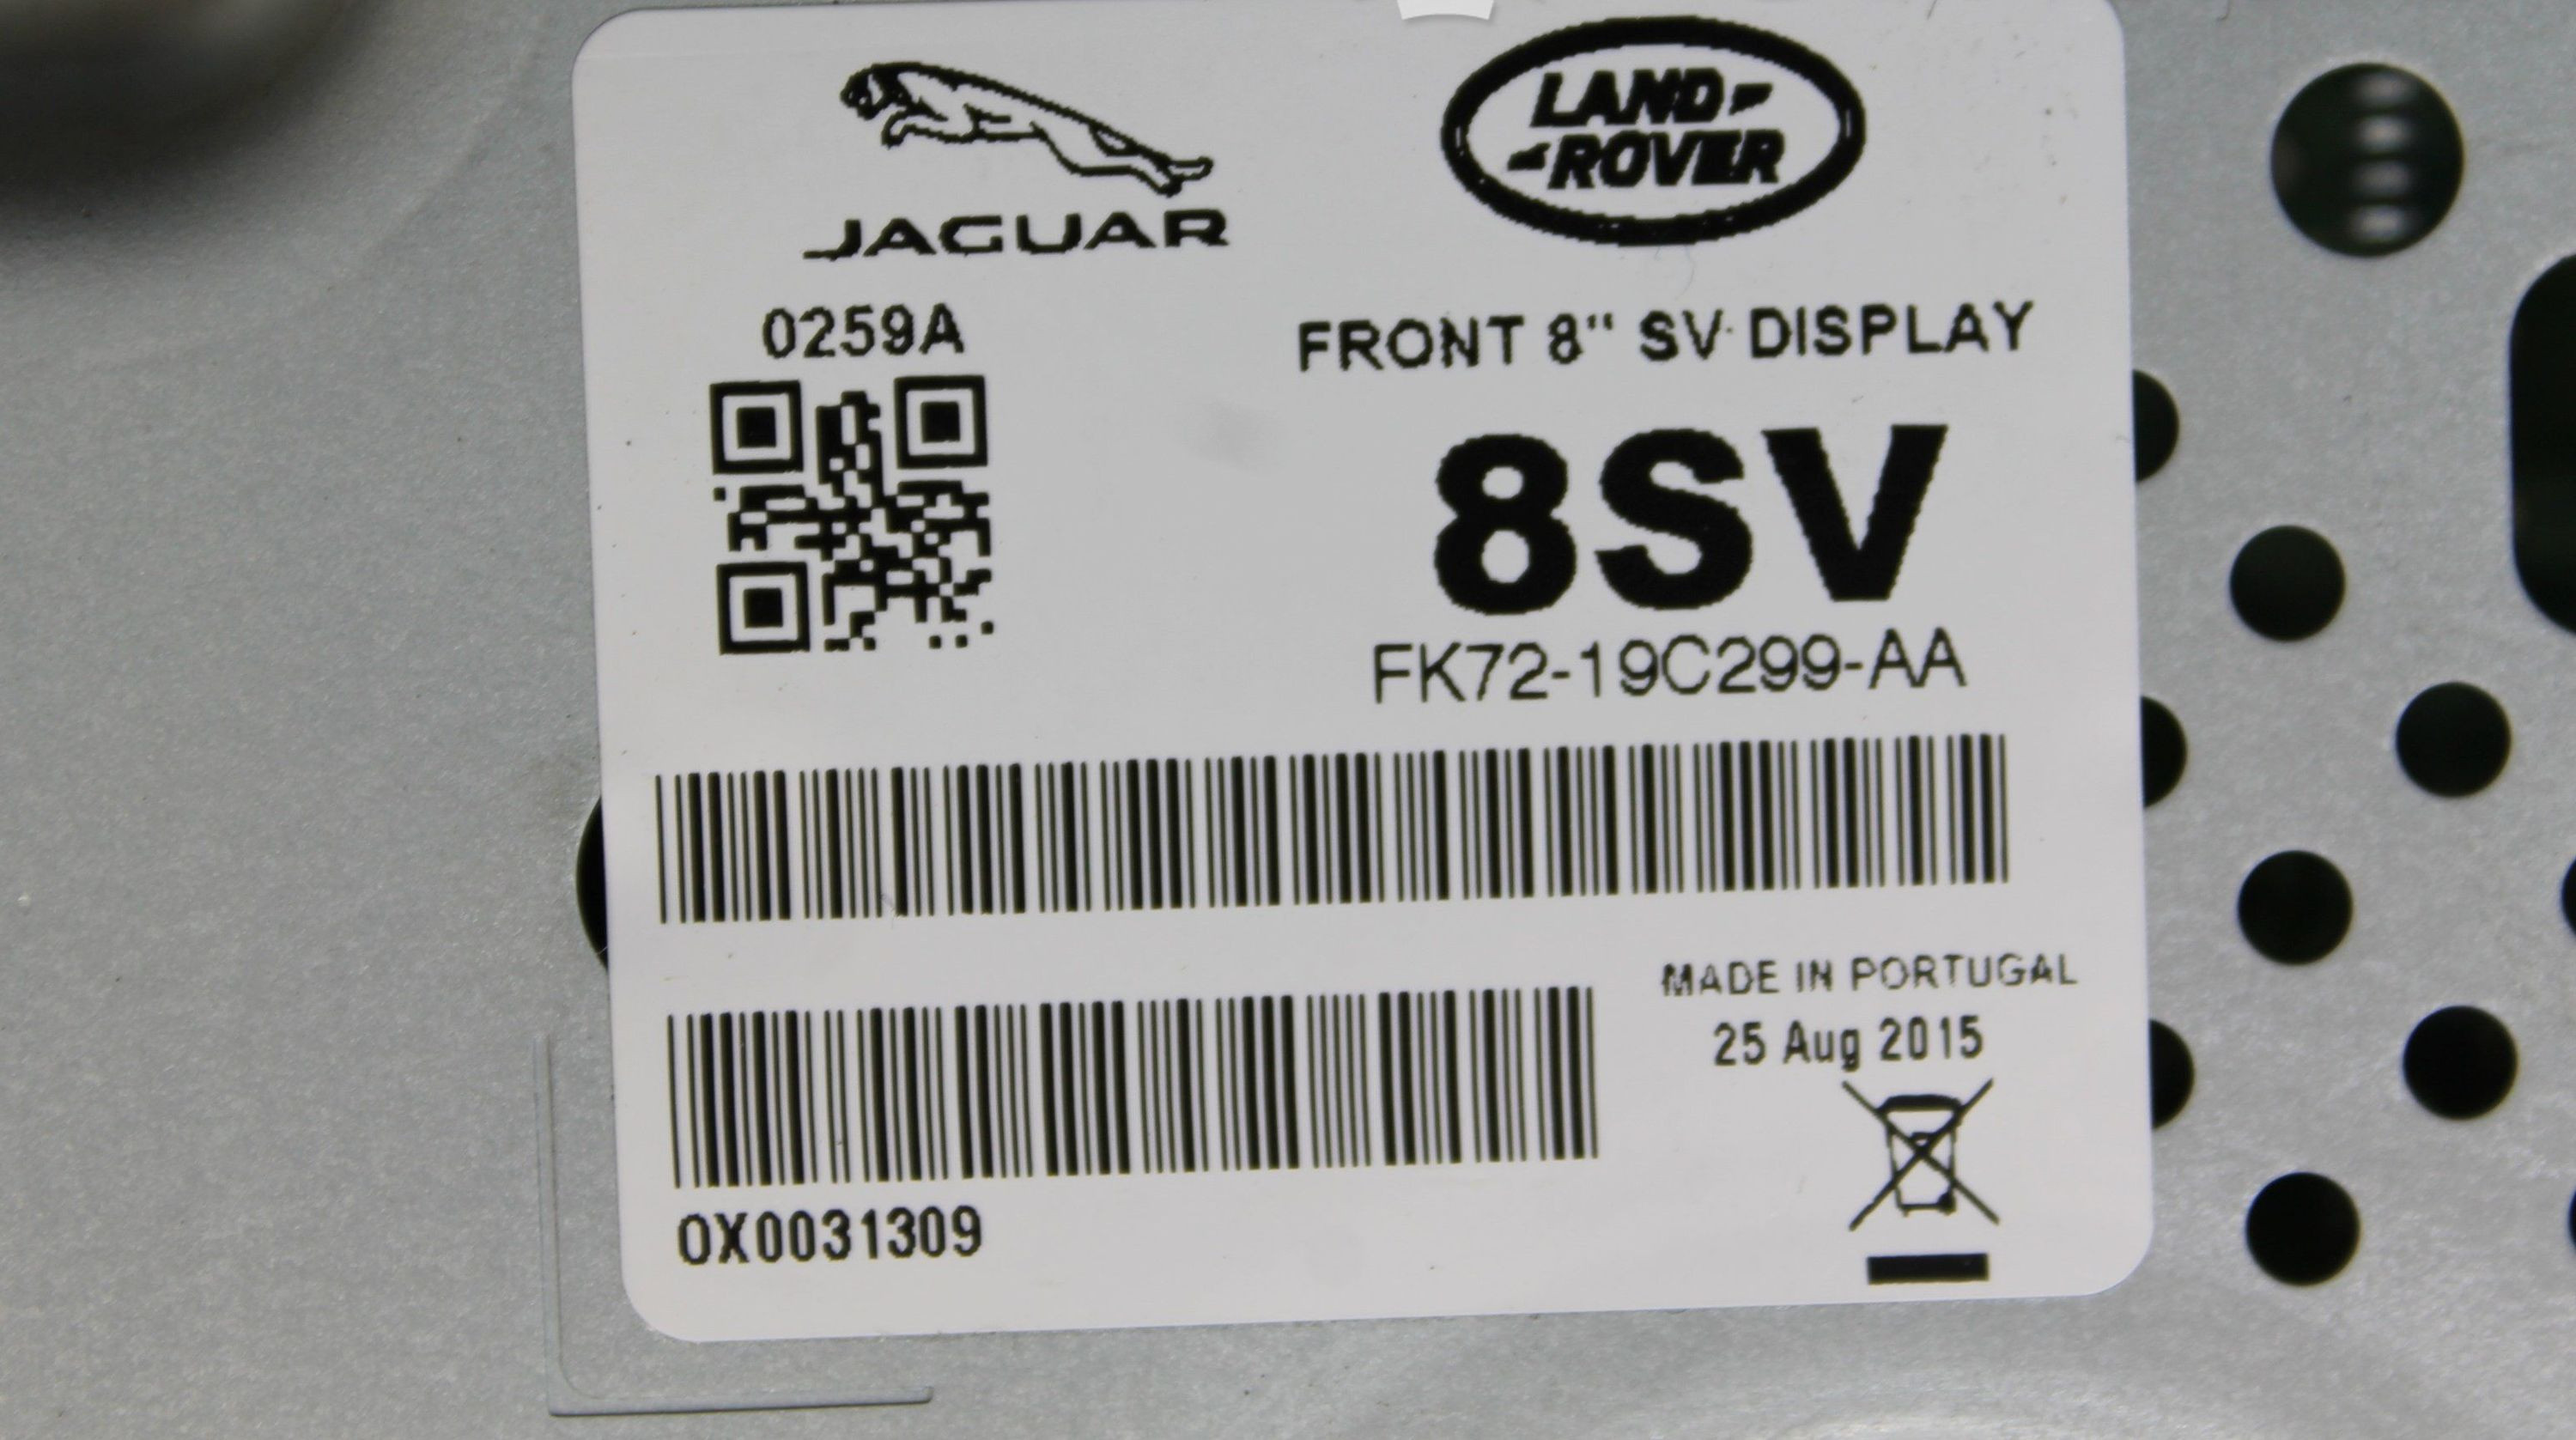 JAGUAR
LAND-
-ROVER
0259A
FRONT 8" SV DISPLAY
8SV
FK72-19C299-AA
MADE IN PORTUGAL
25 Aug 2015
0X0031309